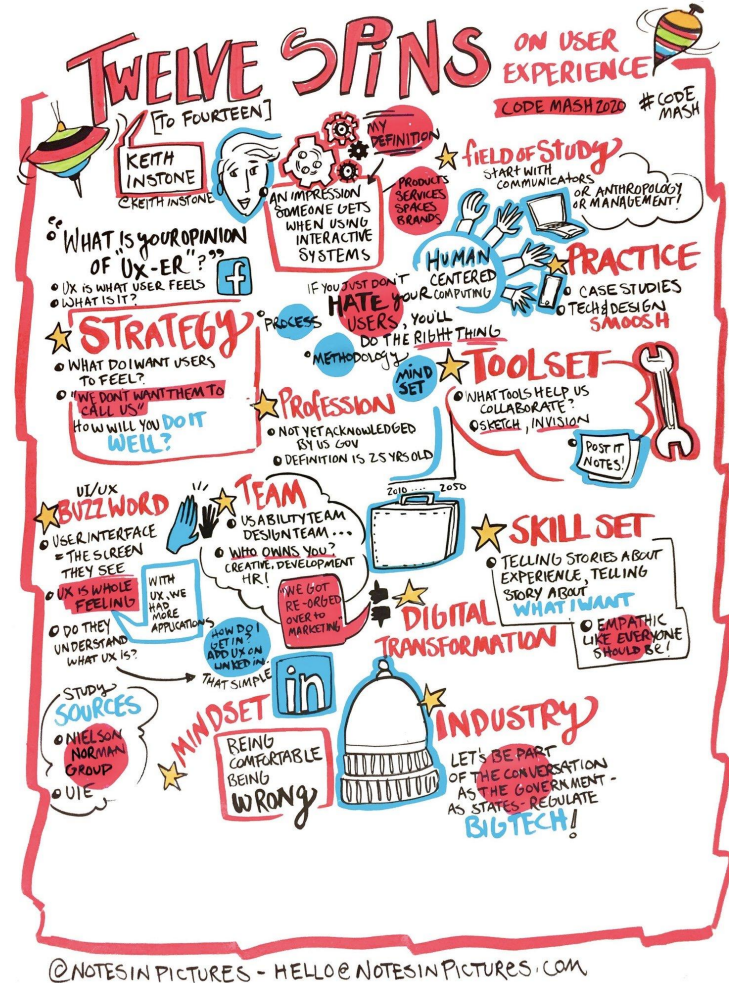 TWELVE SPINS
[TO FOURTEEN]
ON USER
EXPERIENCE
CODE MASH 2020
#CODE
MASH
KEITH
INSTONE
@KEITHINSTONE
AN IMPRESSION
SOMEONE GETS
WHEN USING
INTERACTIVE
SYSTEMS
MY
DEFINITION
PRODUCTS
SERVICES
SPACES
BRANDS
FIELD OF STUDY
START WITH
COMMUNICATORS
OR ANTHROPOLOGY
OR MANAGEMENT!
"WHAT IS YOUR OPINION
OF "UX-ER"?"
UX IS WHAT USER FEELS
WHAT IS IT?
f
HUMAN
CENTERED
COMPUTING
PRACTICE
CASE STUDIES
TECH & DESIGN
SMOOSH
IF YOU JUST DON'T
HATE YOUR
USERS, YOU'LL
DO THE RIGHT THING
PROCESS
METHODOLOGY
MIND
SET
STRATEGY
WHAT DO I WANT USERS
TO FEEL?
"WE DON'T WANT THEM TO
CALL US"
HOW WILL YOU DO IT
WELL?
PROFESSION
NOT YET ACKNOWLEDGED
BY US GOV
DEFINITION IS 25 YRS OLD
2010 .... 2050
TOOLSET
WHAT TOOLS HELP US
COLLABORATE?
SKETCH, INVISION
POST IT
NOTES!
UI/UX
BUZZWORD
USER INTERFACE
= THE SCREEN
THEY SEE
UX IS WHOLE
FEELING
DO THEY
UNDERSTAND
WHAT UX IS?
WITH
UX, WE
HAD
MORE
APPLICATIONS
TEAM
USABILITY TEAM
DESIGN TEAM ...
WHO OWNS YOU?
CREATIVE, DEVELOPMENT
HR!
"WE GOT
RE-ORGED
OVER to
MARKETING"
HOW DO I
GET IN?
ADD UX ON
LINKED IN.
THAT SIMPLE
in
SKILL SET
TELLING STORIES ABOUT
EXPERIENCE, TELLING
STORY ABOUT
WHAT I WANT
EMPATHIC
LIKE EVERYONE
SHOULD BE!
DIGITAL
TRANSFORMATION
STUDY
SOURCES
NIELSON
NORMAN
GROUP
UIE
MINDSET
BEING
COMFORTABLE
BEING
WRONG
INDUSTRY
LET'S BE PART
OF THE CONVERSATION
AS THE GOVERNMENT -
AS STATES - REGULATE
BIG TECH!
@NOTESINPICTURES - HELLO@NOTESINPICTURES.COM